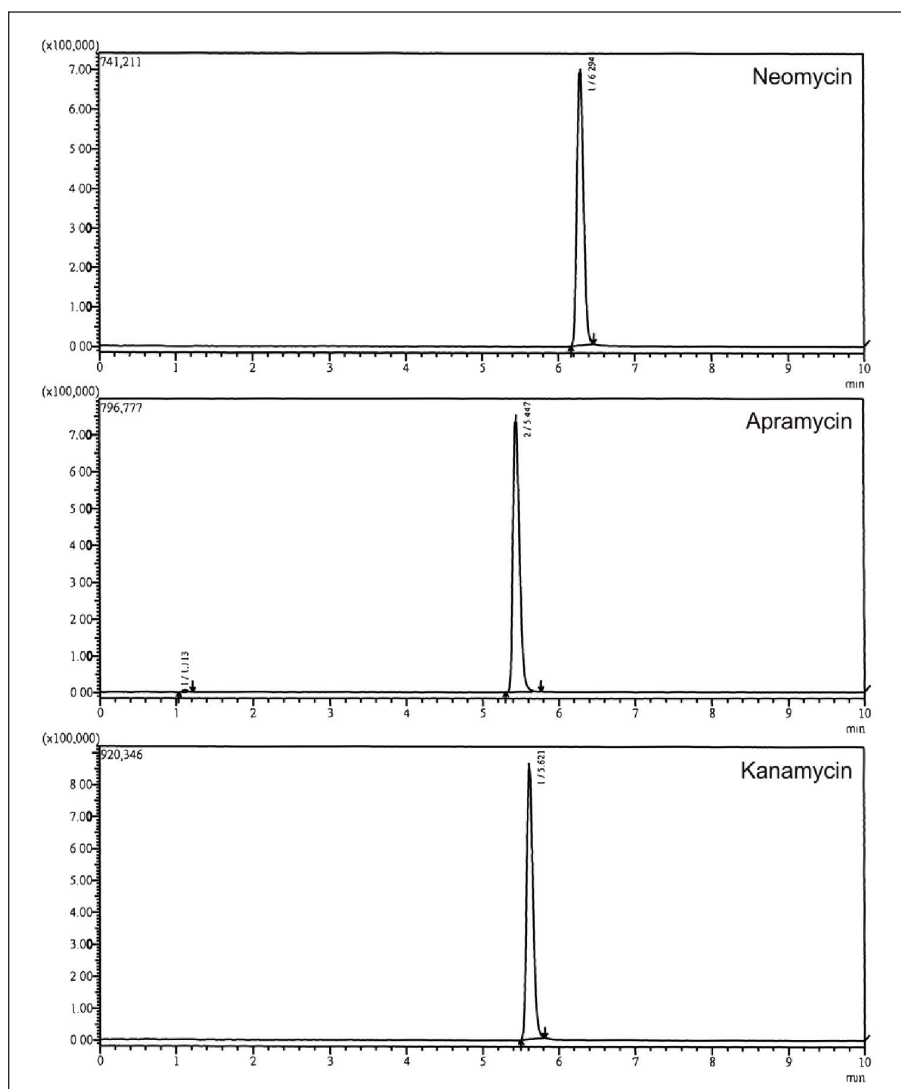 (x100,000)
741,211
Neomycin
1 / 6 294
7.00
6.00
5 00
4 00
3 00
2.00
1 00
0 00
0 1 2 3 4 5 6 7 8 9 10
min
(x100,000)
796,777
Apramycin
2 / 5 447
7.00
6 00
5 00
4 00
3 00
2 00
1 00
0 00
1 / 1.113
0 1 2 3 4 5 6 7 8 9 10
min
(x100,000)
920,346
Kanamycin
1 / 5.621
8 00
7.00
6.00
5 00
4 00
3 00
2 00
1.00
0 00
0 1 2 3 4 5 6 7 8 9 10
min